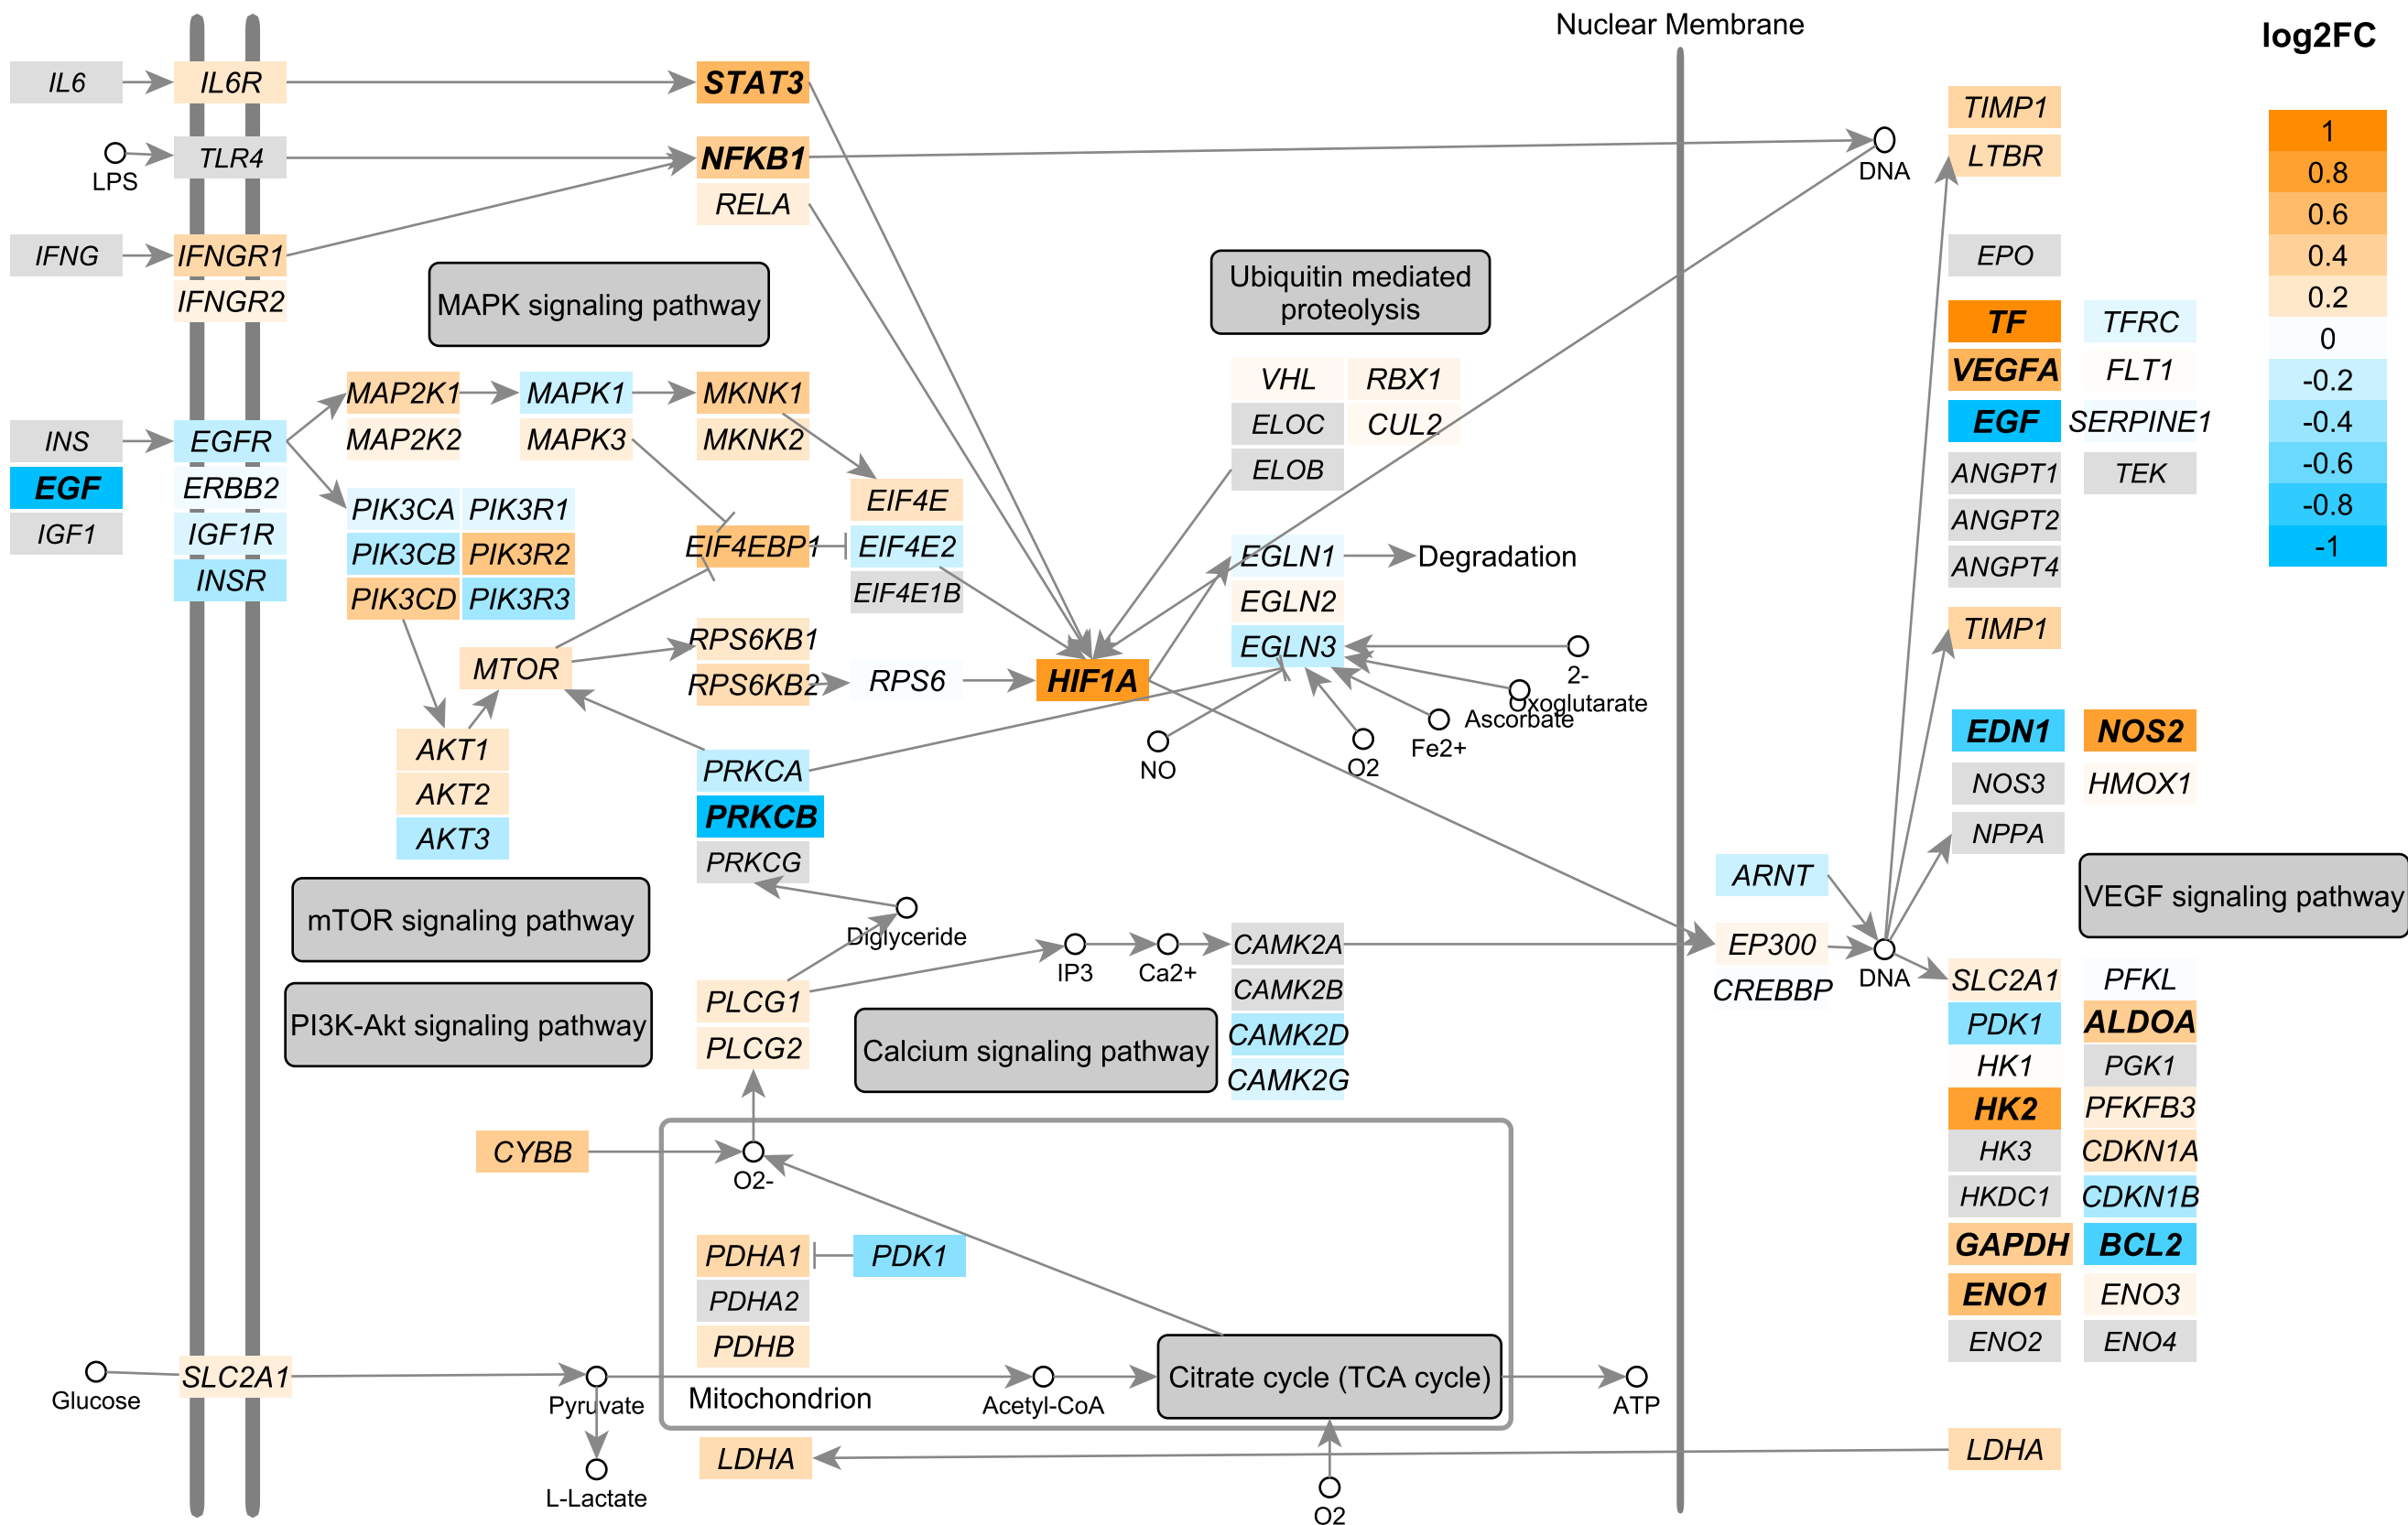 Nuclear Membrane
log2FC
IL6
IL6R
STAT3
TIMP1
LPS
TLR4
NFKB1
DNA
LTBR
RELA
IFNG
IFNGR1
IFNGR2
EPO
MAPK signaling pathway
Ubiquitin mediated
proteolysis
TF
TFRC
VEGFA
FLT1
EGF
SERPINE1
ANGPT1
TEK
ANGPT2
ANGPT4
1
0.8
0.6
0.4
0.2
0
-0.2
-0.4
-0.6
-0.8
-1
INS
EGF
IGF1
EGFR
ERBB2
IGF1R
INSR
MAP2K1
MAP2K2
MAPK1
MAPK3
MKNK1
MKNK2
VHL
RBX1
ELOC
CUL2
ELOB
PIK3CA
PIK3R1
PIK3CB
PIK3R2
PIK3CD
PIK3R3
EIF4EBP1
EIF4E
EIF4E2
EIF4E1B
EGLN1
Degradation
EGLN2
EGLN3
MTOR
RPS6KB1
RPS6KB2
RPS6
HIF1A
2-
Oxoglutarate
Ascorbate
Fe2+
O2
NO
TIMP1
AKT1
AKT2
AKT3
PRKCA
PRKCB
PRKCG
EDN1
NOS2
NOS3
HMOX1
NPPA
mTOR signaling pathway
PI3K-Akt signaling pathway
Diglyceride
IP3
Ca2+
CAMK2A
CAMK2B
CAMK2D
CAMK2G
PLCG1
PLCG2
Calcium signaling pathway
ARNT
EP300
CREBBP
DNA
VEGF signaling pathway
SLC2A1
PFKL
PDK1
ALDOA
HK1
PGK1
HK2
PFKFB3
HK3
CDKN1A
HKDC1
CDKN1B
GAPDH
BCL2
ENO1
ENO3
ENO2
ENO4
CYBB
O2-
PDHA1
PDK1
PDHA2
PDHB
Mitochondrion
Glucose
SLC2A1
Pyruvate
Acetyl-CoA
Citrate cycle (TCA cycle)
ATP
L-Lactate
LDHA
O2
LDHA